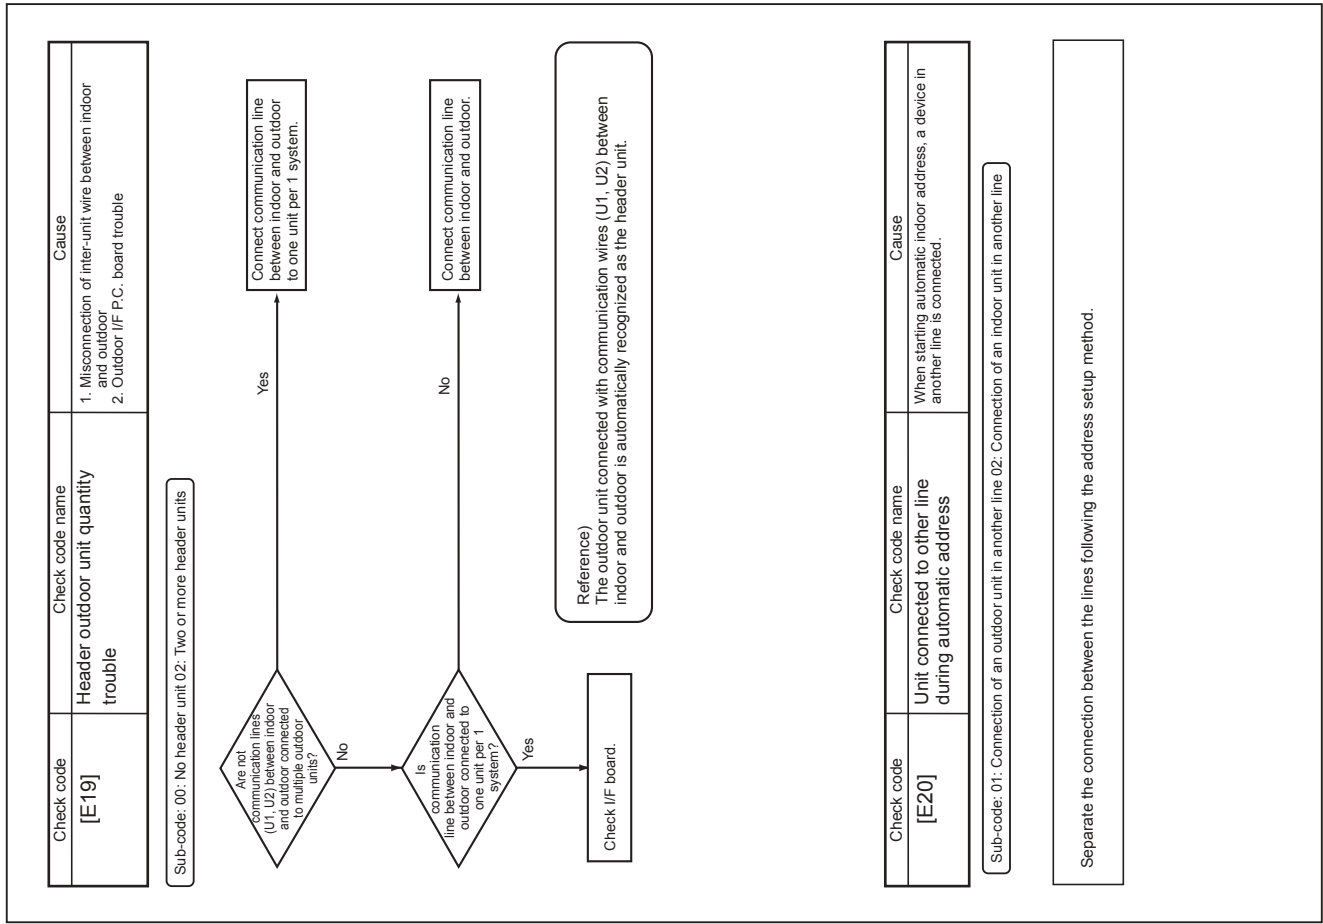 Check code
Check code name
Cause
[E19]
Header outdoor unit quantity
trouble
1. Misconnection of inter-unit wire between indoor
and outdoor
2. Outdoor I/F P.C. board trouble
Sub-code: 00: No header unit 02: Two or more header units
Are not
communication lines
(U1, U2) between indoor
and outdoor connected
to multiple outdoor
units?
Yes
Connect communication line
between indoor and outdoor
to one unit per 1 system.
No
Is
communication
line between indoor and
outdoor connected to
one unit per 1
system?
No
Connect communication line
between indoor and outdoor.
Yes
Check I/F board.
Reference)
The outdoor unit connected with communication wires (U1, U2) between
indoor and outdoor is automatically recognized as the header unit.
Check code
Check code name
Cause
[E20]
Unit connected to other line
during automatic address
When starting automatic indoor address, a device in
another line is connected.
Sub-code: 01: Connection of an outdoor unit in another line 02: Connection of an indoor unit in another line
Separate the connection between the lines following the address setup method.